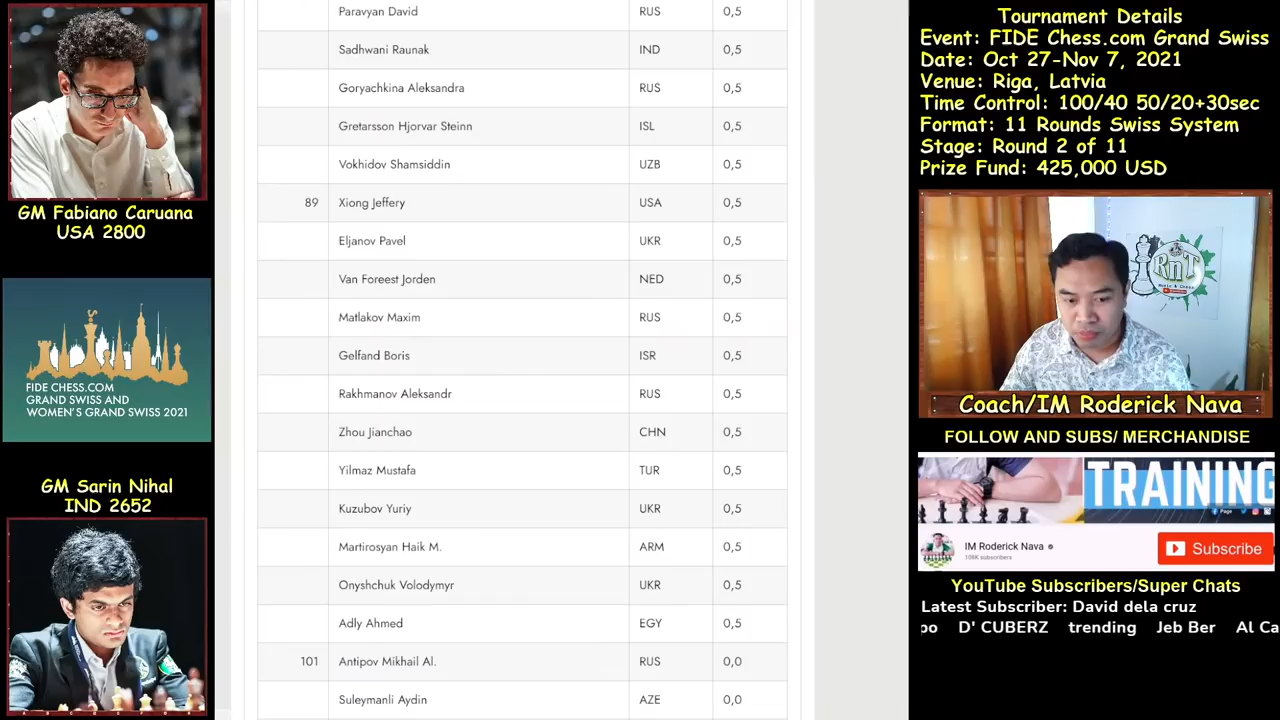 GM Fabiano Caruana
USA 2800
FIDE CHESS.COM
GRAND SWISS AND
WOMEN'S GRAND SWISS 2021
GM Sarin Nihal
IND 2652
Paravyan David RUS 0,5
Sadhwani Raunak IND 0,5
Goryachkina Aleksandra RUS 0,5
Gretarsson Hjorvar Steinn ISL 0,5
Vokhidov Shamsiddin UZB 0,5
89 Xiong Jeffery USA 0,5
Eljanov Pavel UKR 0,5
Van Foreest Jorden NED 0,5
Matlakov Maxim RUS 0,5
Gelfand Boris ISR 0,5
Rakhmanov Aleksandr RUS 0,5
Zhou Jianchao CHN 0,5
Yilmaz Mustafa TUR 0,5
Kuzubov Yuriy UKR 0,5
Martirosyan Haik M. ARM 0,5
Onyshchuk Volodymyr UKR 0,5
Adly Ahmed EGY 0,5
101 Antipov Mikhail Al. RUS 0,0
Suleymanli Aydin AZE 0,0
Tournament Details
Event: FIDE Chess.com Grand Swiss
Date: Oct 27-Nov 7, 2021
Venue: Riga, Latvia
Time Control: 100/40 50/20+30sec
Format: 11 Rounds Swiss System
Stage: Round 2 of 11
Prize Fund: 425,000 USD
RnT
Music & Chess
Coach/IM Roderick Nava
FOLLOW AND SUBS/ MERCHANDISE
TRAINING
Page
IM Roderick Nava
109K subscribers
Subscribe
YouTube Subscribers/Super Chats
Latest Subscriber: David dela cruz
po D' CUBERZ trending Jeb Ber Al Ca